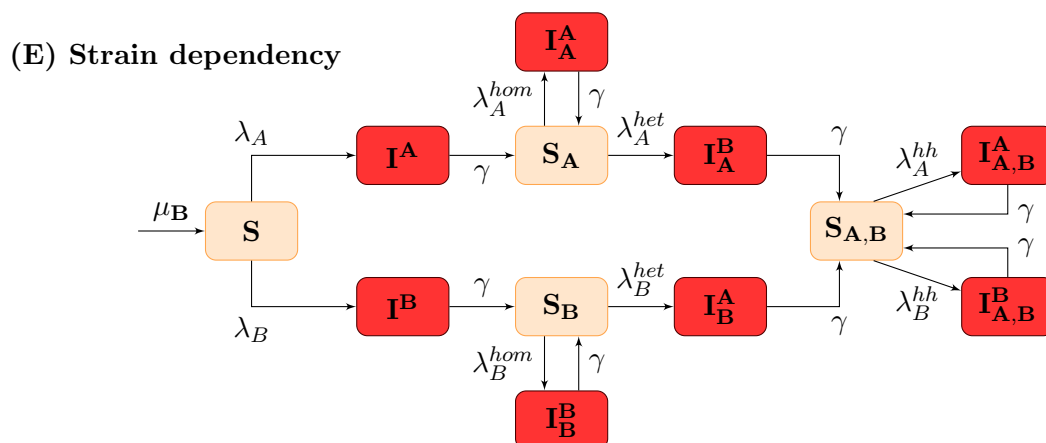 (E) Strain dependency
I_A^A
λ_A^{hom}
γ
λ_A
I^A
γ
S_A
λ_A^{het}
I_A^B
γ
λ_A^{hh}
I_{A,B}^A
γ
μ_B
S
S_{A,B}
γ
λ_B
I^B
γ
S_B
λ_B^{het}
I_B^A
γ
λ_B^{hh}
I_{A,B}^B
λ_B^{hom}
γ
I_B^B